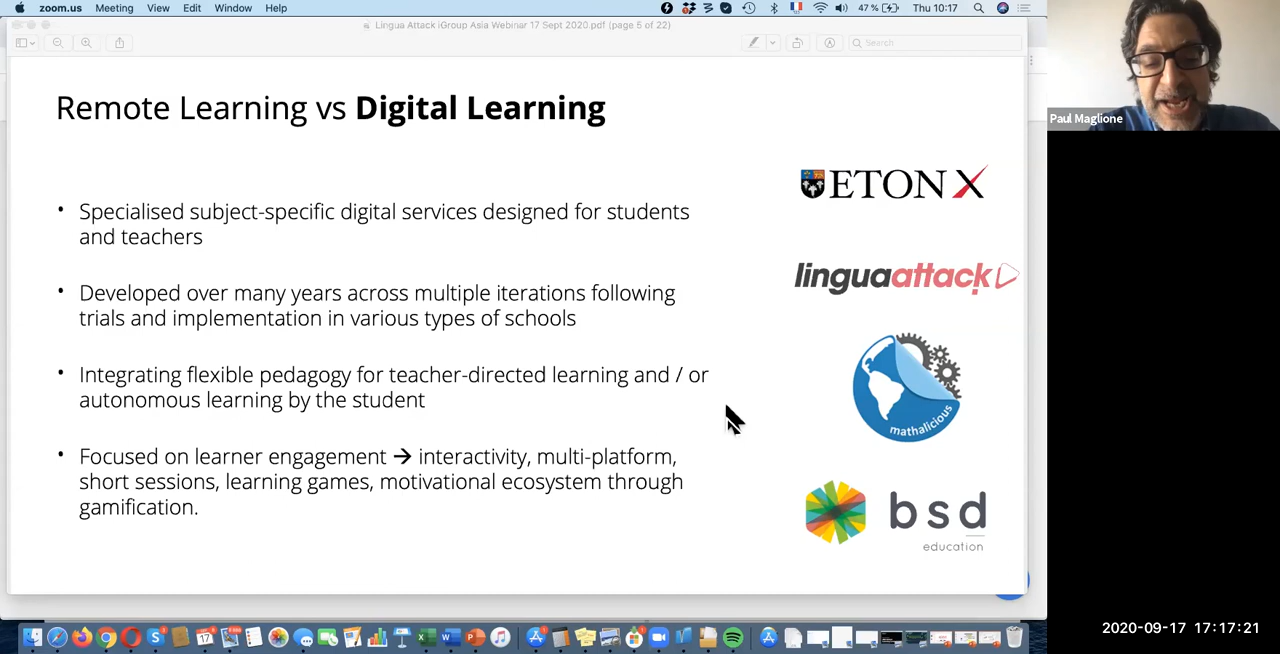 zoom.us Meeting View Edit Window Help 47% Thu 10:17
Lingua Attack iGroup Asia Webinar 17 Sept 2020.pdf (page 5 of 22)
Search
Paul Maglione
Remote Learning vs Digital Learning
• Specialised subject-specific digital services designed for students
and teachers
• Developed over many years across multiple iterations following
trials and implementation in various types of schools
• Integrating flexible pedagogy for teacher-directed learning and / or
autonomous learning by the student
• Focused on learner engagement → interactivity, multi-platform,
short sessions, learning games, motivational ecosystem through
gamification.
ETON X
linguaattack
mathalicious
bsd
education
17
2020-09-17 17:17:21